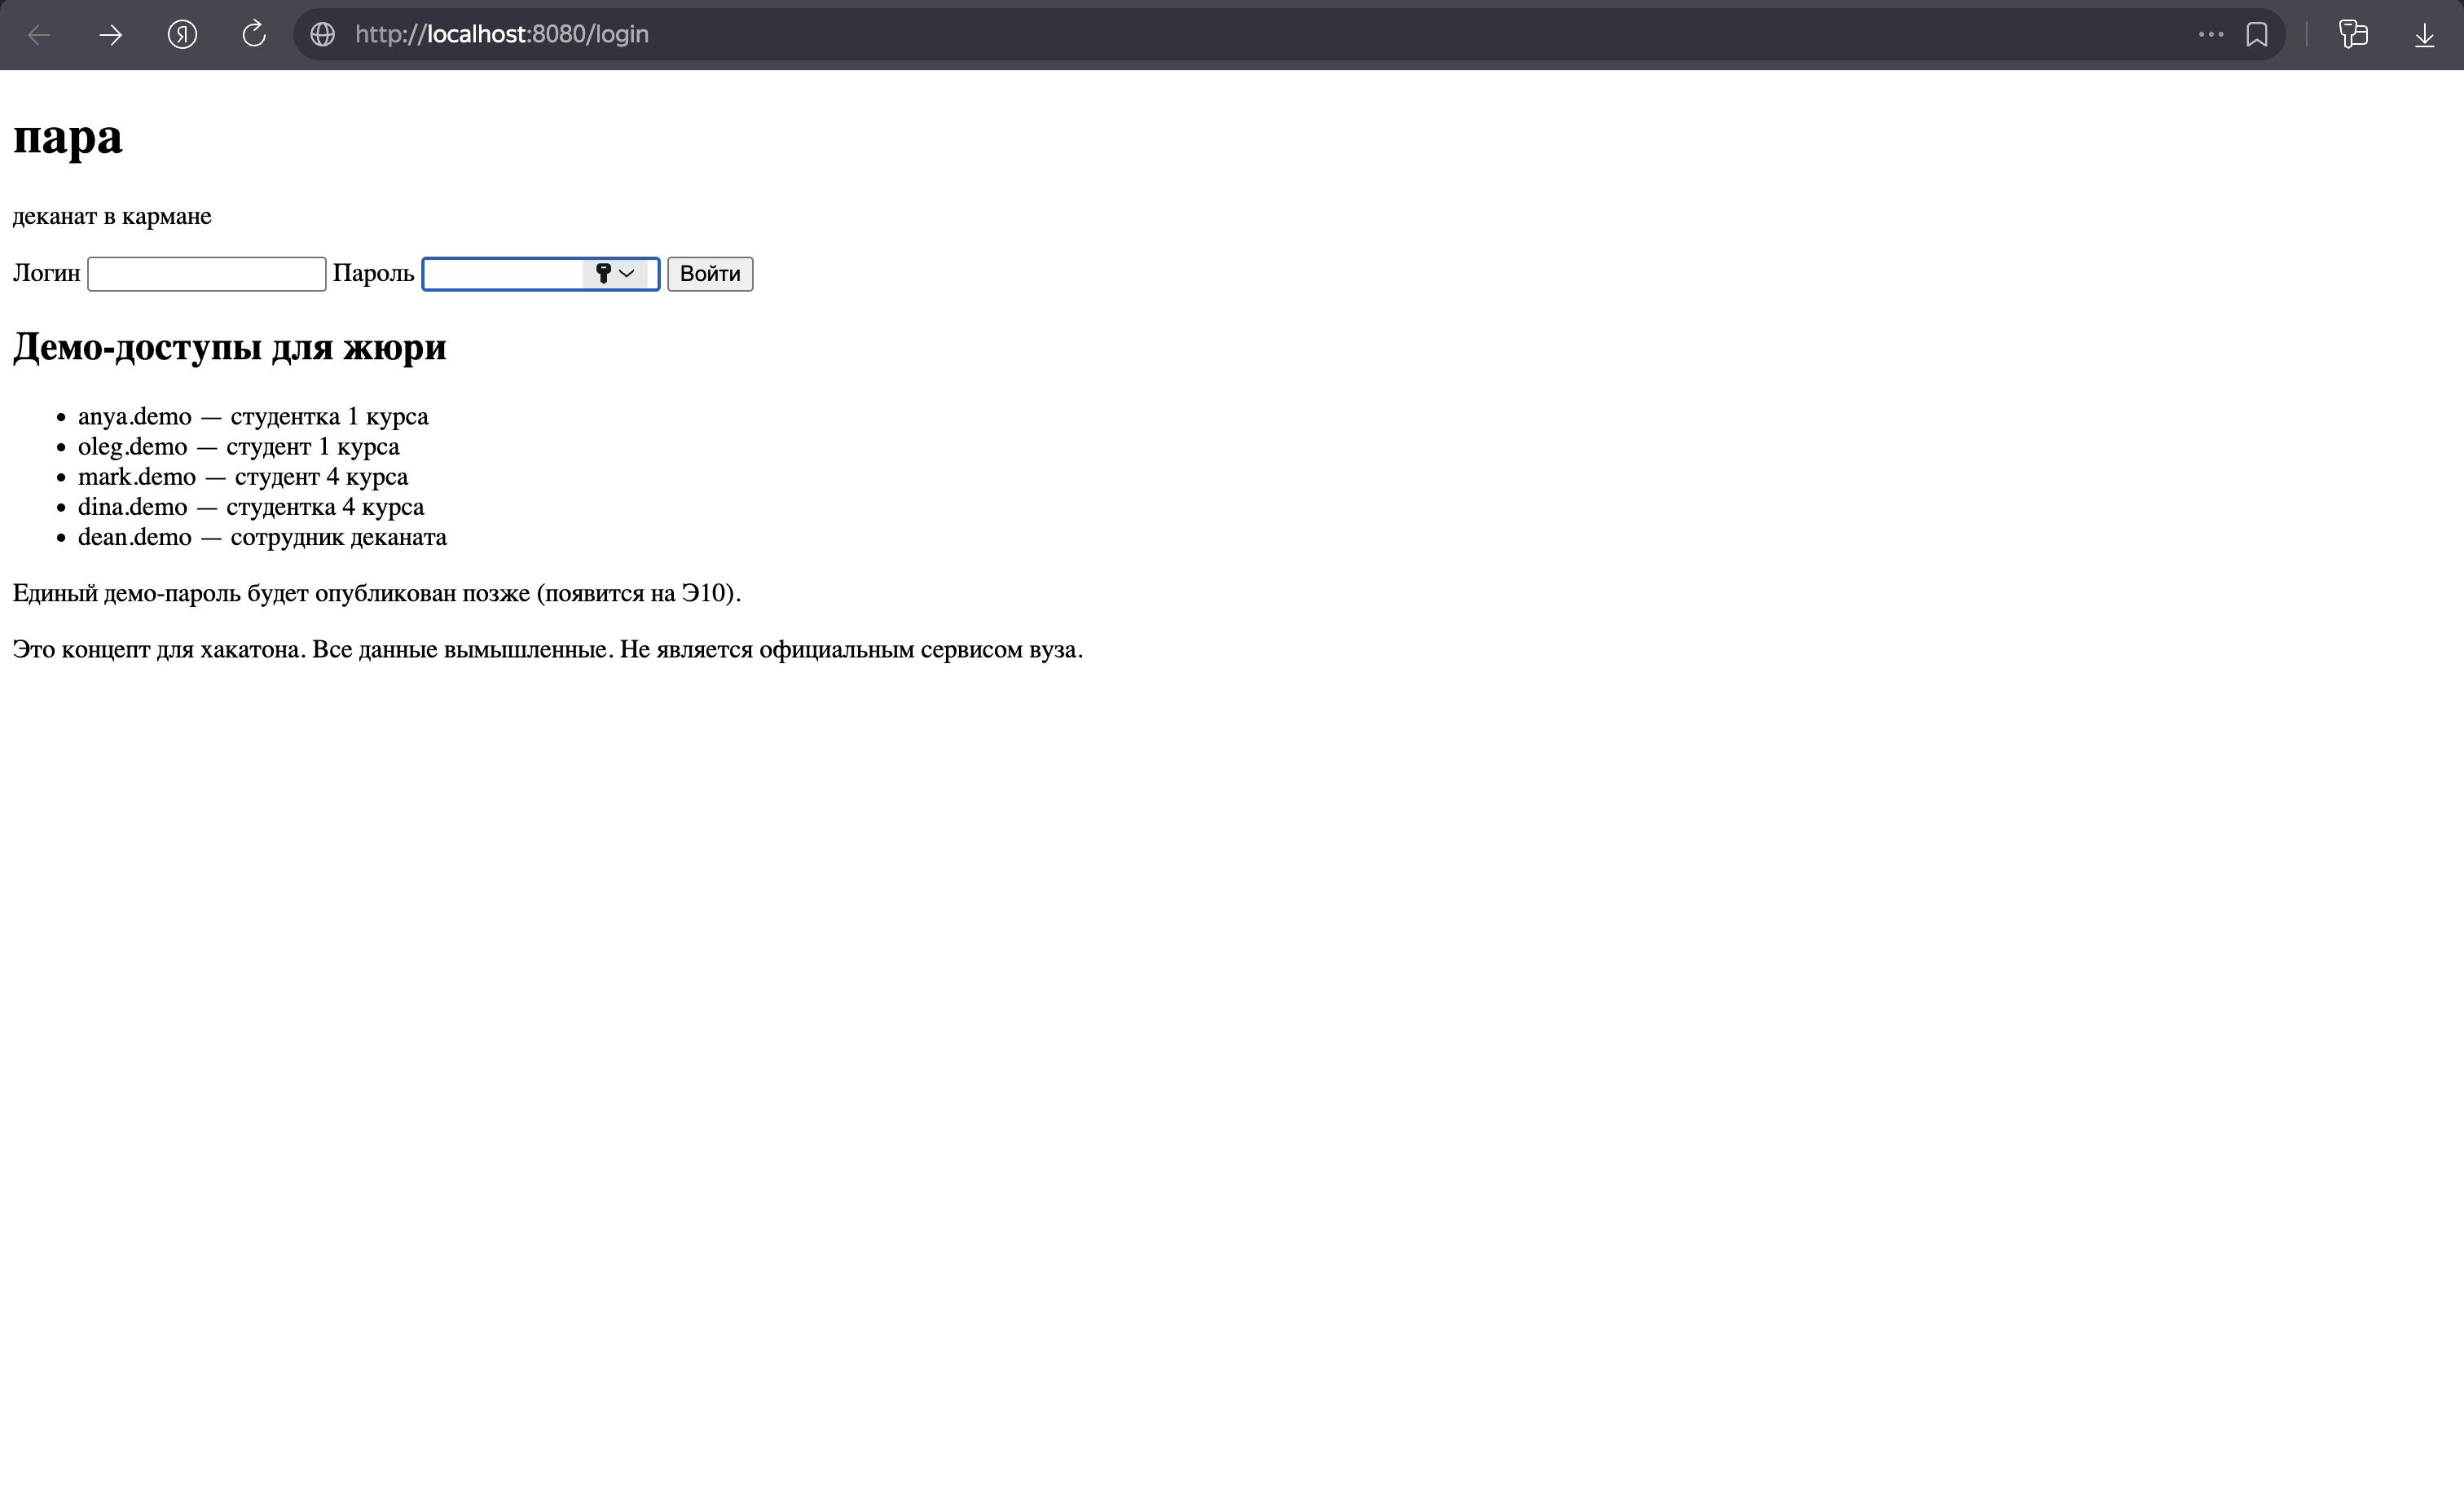 http://localhost:8080/login
пара
деканат в кармане
Логин Пароль Войти
Демо-доступы для жюри
• anya.demo — студентка 1 курса
• oleg.demo — студент 1 курса
• mark.demo — студент 4 курса
• dina.demo — студентка 4 курса
• dean.demo — сотрудник деканата
Единый демо-пароль будет опубликован позже (появится на Э10).
Это концепт для хакатона. Все данные вымышленные. Не является официальным сервисом вуза.